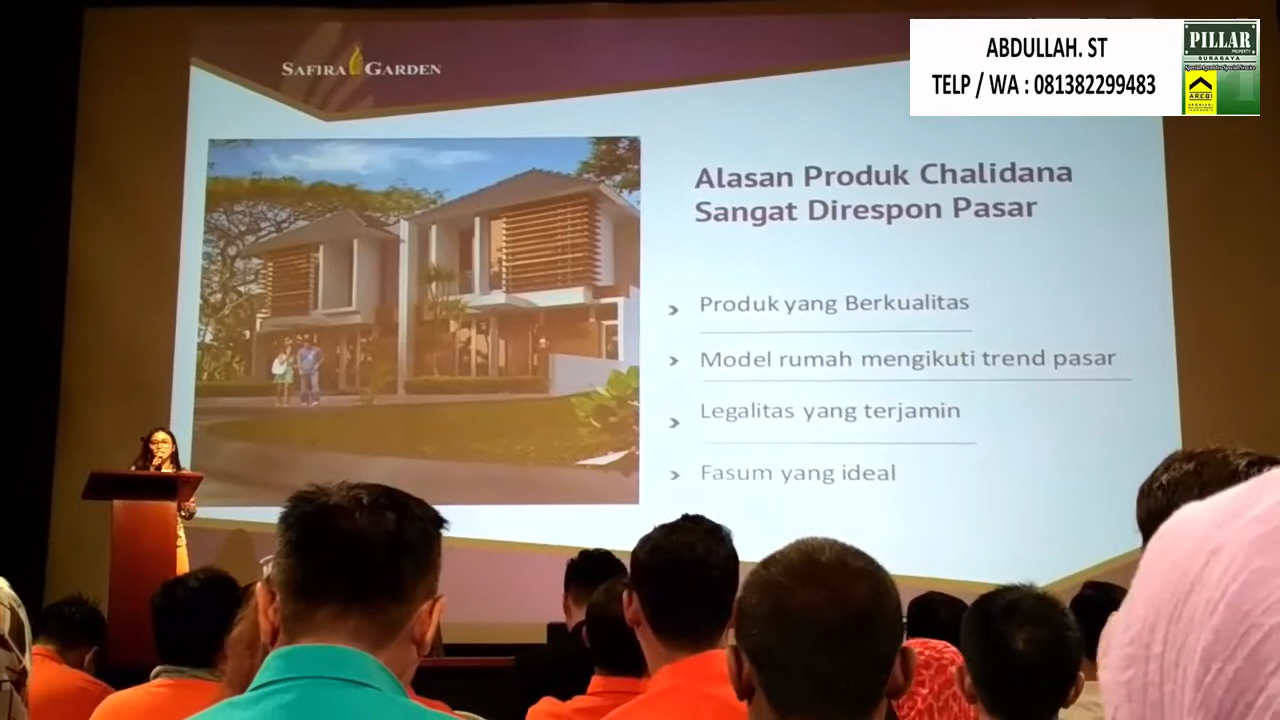 SAFIRA GARDEN
ABDULLAH. ST
TELP / WA : 081382299483
PILLAR
PROPERTY
SURABAYA
AREBI
Alasan Produk Chalidana
Sangat Direspon Pasar
Produk yang Berkualitas
Model rumah mengikuti trend pasar
Legalitas yang terjamin
Fasum yang ideal